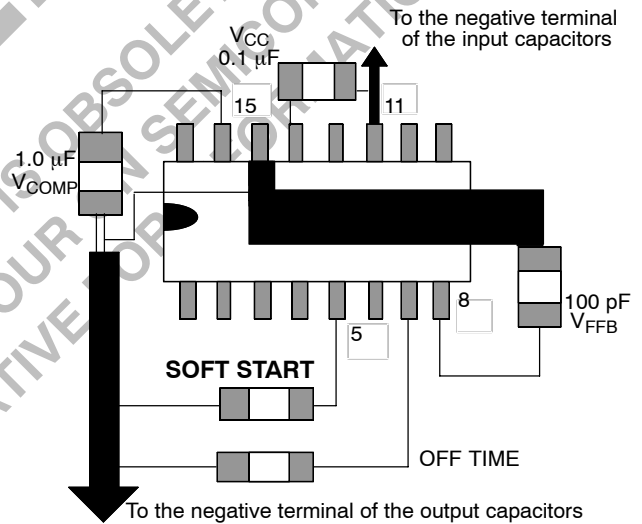 To the negative terminal
of the input capacitors
VCC
0.1 μF
15
11
1.0 μF
VCOMP
8
100 pF
VFFB
5
SOFT START
OFF TIME
To the negative terminal of the output capacitors